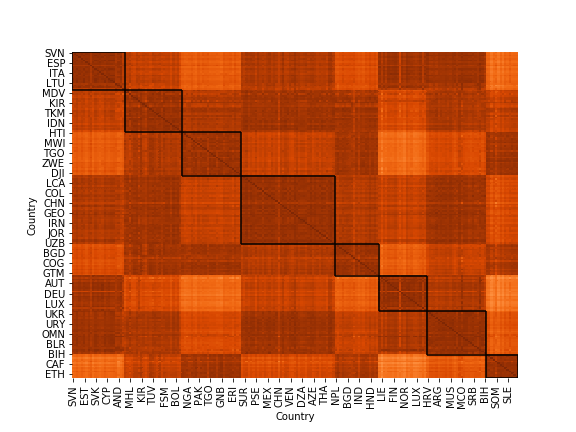 SVN
ESP
ITA
LTU
MDV
KIR
TKM
IDN
HTI
MWI
TGO
ZWE
DJI
LCA
COL
CHN
GEO
IRN
JOR
UZB
BGD
COG
GTM
AUT
DEU
LUX
UKR
URY
OMN
BLR
BIH
CAF
ETH
Country
SVN EST SVK CYP AND MHL KIR TUV FSM BOL NGA PAK TGO GNB ERI SUR PSE MEX CHN VEN DZA AZE THA NPL BGD IND HND LIE FIN NOR LUX HRV ARG MUS MCO SRB BIH SOM SLE
Country